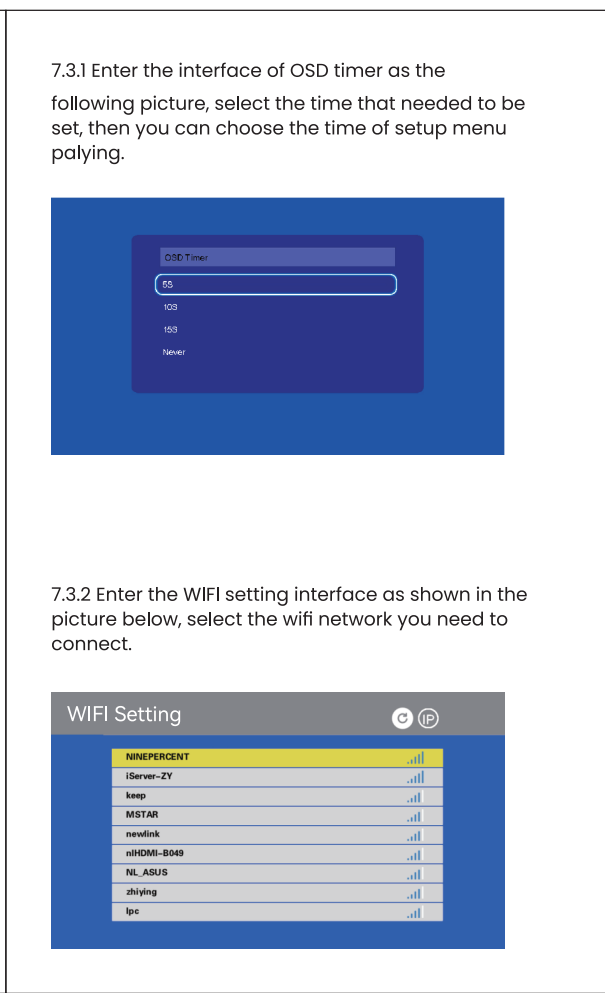 7.3.1 Enter the interface of OSD timer as the
following picture, select the time that needed to be
set, then you can choose the time of setup menu
palying.
OSD Timer
5S
10S
15S
Never
7.3.2 Enter the WIFI setting interface as shown in the
picture below, select the wifi network you need to
connect.
WIFI Setting
IP
NINEPERCENT
iServer-ZY
keep
MSTAR
newlink
nlHDMI-B049
NL_ASUS
zhiying
lpc